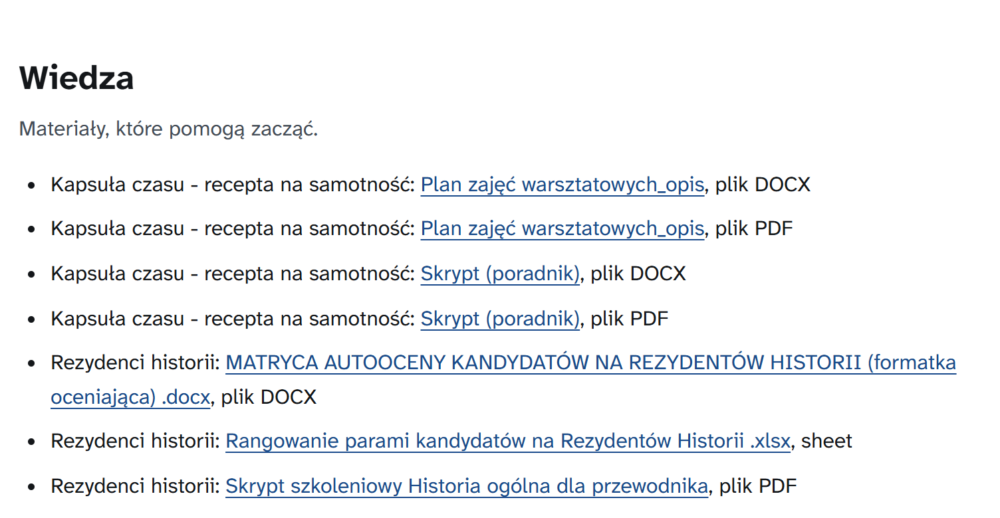 Wiedza
Materiały, które pomogą zacząć.
• Kapsuła czasu - recepta na samotność: Plan zajęć warsztatowych_opis, plik DOCX
• Kapsuła czasu - recepta na samotność: Plan zajęć warsztatowych_opis, plik PDF
• Kapsuła czasu - recepta na samotność: Skrypt (poradnik), plik DOCX
• Kapsuła czasu - recepta na samotność: Skrypt (poradnik), plik PDF
• Rezydenci historii: MATRYCA AUTOOCENY KANDYDATÓW NA REZYDENTÓW HISTORII (formatka
oceniająca) .docx, plik DOCX
• Rezydenci historii: Rangowanie parami kandydatów na Rezydentów Historii .xlsx, sheet
• Rezydenci historii: Skrypt szkoleniowy Historia ogólna dla przewodnika, plik PDF